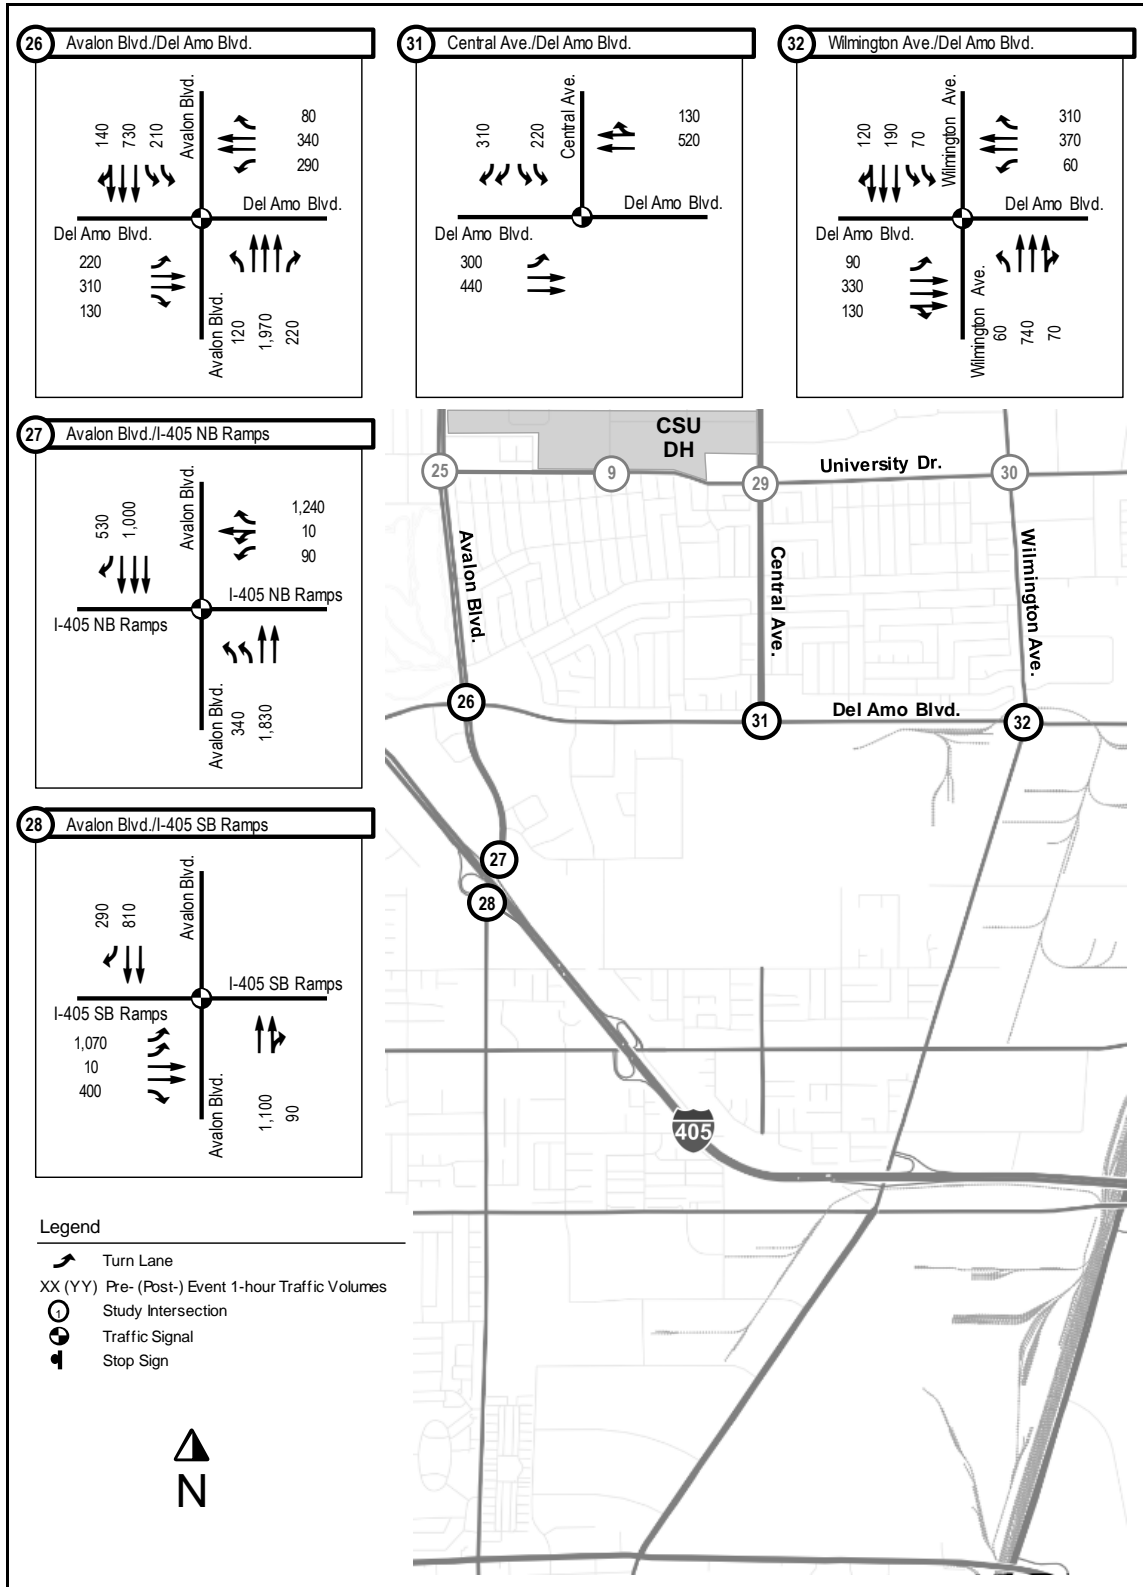 26 Avalon Blvd./Del Amo Blvd.
140 730 210
Avalon Blvd.
80
340
290
Del Amo Blvd.
Del Amo Blvd.
220
310
130
Avalon Blvd.
120 1,970 220
31 Central Ave./Del Amo Blvd.
310 220
Central Ave.
130
520
Del Amo Blvd.
Del Amo Blvd.
300
440
32 Wilmington Ave./Del Amo Blvd.
120 190 70
Wilmington Ave.
310
370
60
Del Amo Blvd.
Del Amo Blvd.
90
330
130
Wilmington Ave.
60 740 70
27 Avalon Blvd./I-405 NB Ramps
530 1,000
Avalon Blvd.
1,240
10
90
I-405 NB Ramps
I-405 NB Ramps
Avalon Blvd.
340 1,830
28 Avalon Blvd./I-405 SB Ramps
290 810
Avalon Blvd.
I-405 SB Ramps
I-405 SB Ramps
1,070
10
400
Avalon Blvd.
1,100 90
CSU
DH
25
9
29
University Dr.
30
Avalon Blvd.
Central Ave.
Wilmington Ave.
26
31
Del Amo Blvd.
32
27
28
405
Legend
Turn Lane
XX (YY) Pre- (Post-) Event 1-hour Traffic Volumes
1 Study Intersection
Traffic Signal
Stop Sign
N